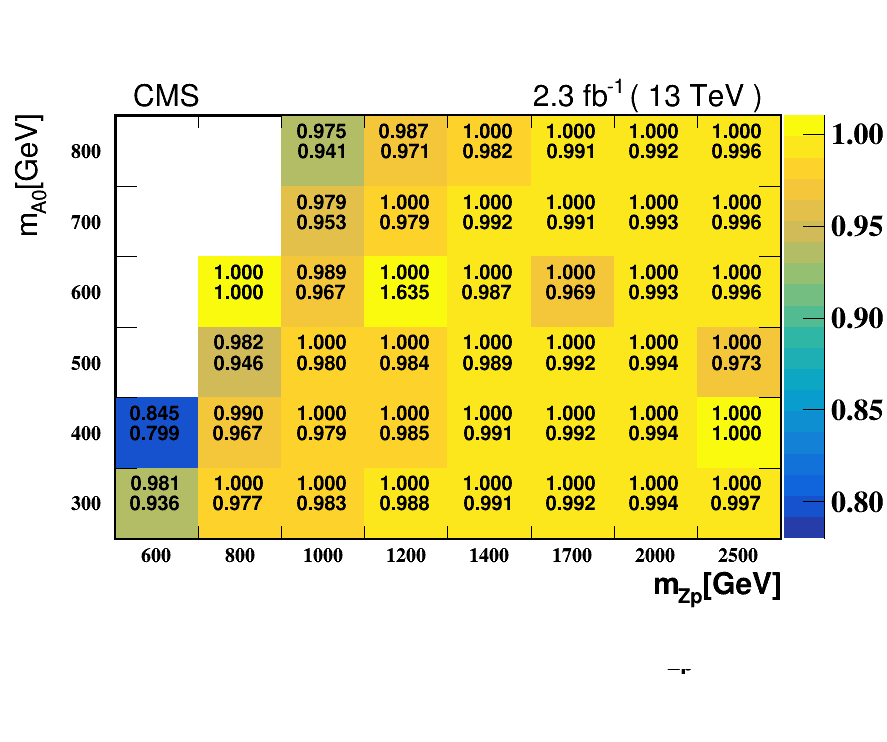 CMS 2.3 fb-1 ( 13 TeV )
mA0[GeV]
800 0.975 0.987 1.000 1.000 1.000 1.000
0.941 0.971 0.982 0.991 0.992 0.996
700 0.979 1.000 1.000 1.000 1.000 1.000
0.953 0.979 0.992 0.991 0.993 0.996
600 1.000 0.989 1.000 1.000 1.000 1.000 1.000
1.000 0.967 1.635 0.987 0.969 0.993 0.996
500 0.982 1.000 1.000 1.000 1.000 1.000 1.000
0.946 0.980 0.984 0.989 0.992 0.994 0.973
400 0.845 0.990 1.000 1.000 1.000 1.000 1.000 1.000
0.799 0.967 0.979 0.985 0.991 0.992 0.994 1.000
300 0.981 1.000 1.000 1.000 1.000 1.000 1.000 1.000
0.936 0.977 0.983 0.988 0.991 0.992 0.994 0.997
600 800 1000 1200 1400 1700 2000 2500
mZp[GeV]
1.00
0.95
0.90
0.85
0.80